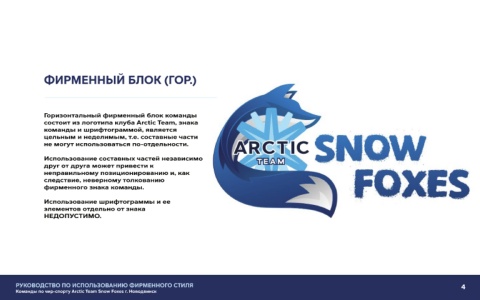 ФИРМЕННЫЙ БЛОК (ГОР.)
Горизонтальный фирменный блок команды
состоит из логотипа клуба Arctic Team, знака
команды и шрифтограммой, является
цельным и неделимым, т.е. составные части
не могут использоваться по-отдельности.
Использование составных частей независимо
друг от друга может привести к
неправильному позиционированию и, как
следствие, неверному толкованию
фирменного знака команды.
Использование шрифтограммы и ее
элементов отдельно от знака
НЕДОПУСТИМО.
ARCTIC
TEAM
SNOW
FOXES
РУКОВОДСТВО ПО ИСПОЛЬЗОВАНИЮ ФИРМЕННОГО СТИЛЯ
Команды по чир-спорту Arctic Team Snow Foxes г. Новодвинск
4